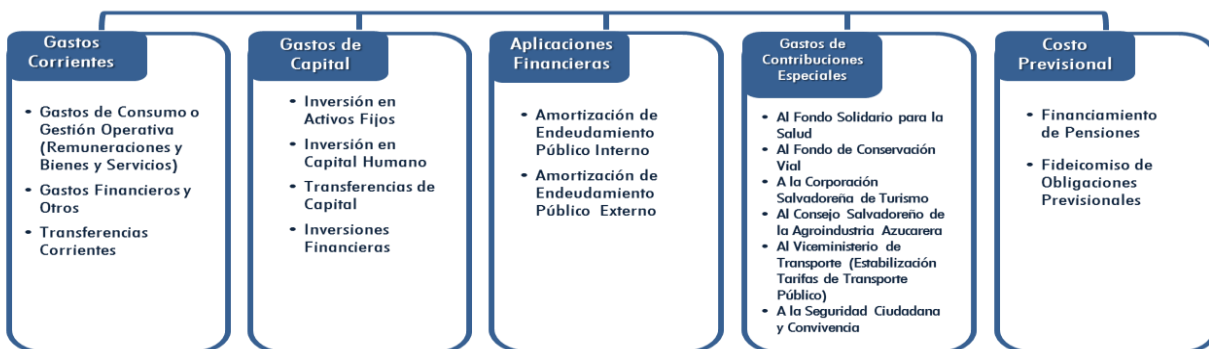 Gastos
Corrientes
• Gastos de Consumo o
Gestión Operativa
(Remuneraciones y
Bienes y Servicios)
• Gastos Financieros y
Otros
• Transferencias
Corrientes
Gastos de
Capital
• Inversión en
Activos Fijos
• Inversión en
Capital Humano
• Transferencias de
Capital
• Inversiones
Financieras
Aplicaciones
Financieras
• Amortización de
Endeudamiento
Público Interno
• Amortización de
Endeudamiento
Público Externo
Gastos de
Contribuciones
Especiales
• Al Fondo Solidario para la
Salud
• Al Fondo de Conservación
Vial
• A la Corporación
Salvadoreña de Turismo
• Al Consejo Salvadoreño de
la Agroindustria Azucarera
• Al Viceministerio de
Transporte (Estabilización
Tarifas de Transporte
Público)
• A la Seguridad Ciudadana
y Convivencia
Costo
Previsional
• Financiamiento
de Pensiones
• Fideicomiso de
Obligaciones
Previsionales